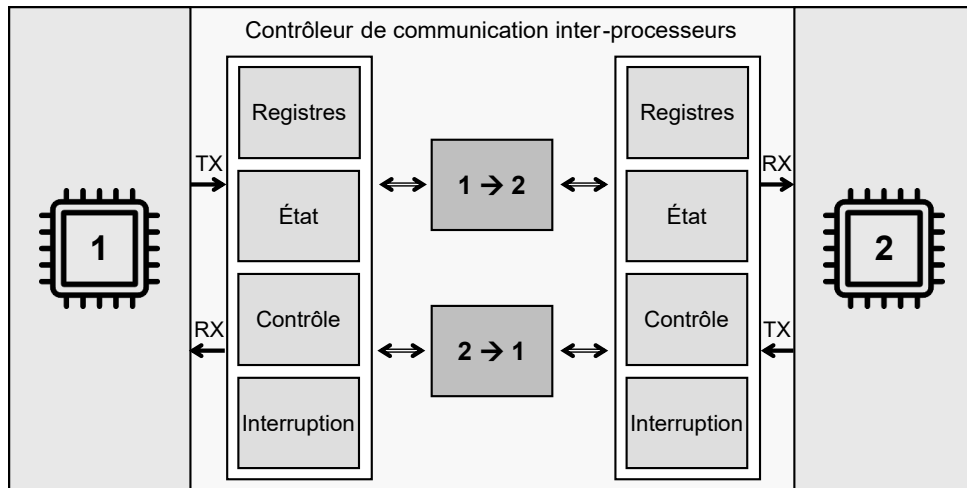 Contrôleur de communication inter-processeurs
Registres
État
Contrôle
Interruption
Registres
État
Contrôle
Interruption
TX
RX
1
1 → 2
2 → 1
RX
TX
2